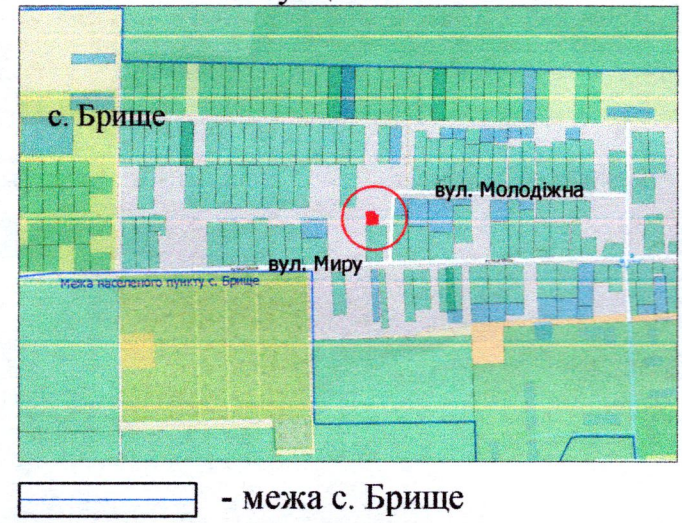 с. Брище
вул. Молодіжна
вул. Миру
Межа населеного пункту с. Брище
- межа с. Брище